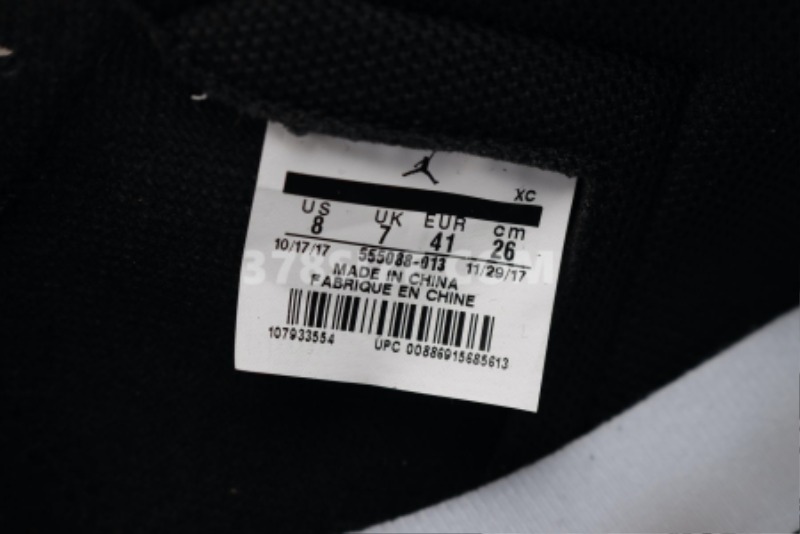 XC
US UK EUR cm
8 7 41 26
10/17/17 555088-013 11/29/17
MADE IN CHINA
FABRIQUE EN CHINE
107933554 UPC 00886915685613